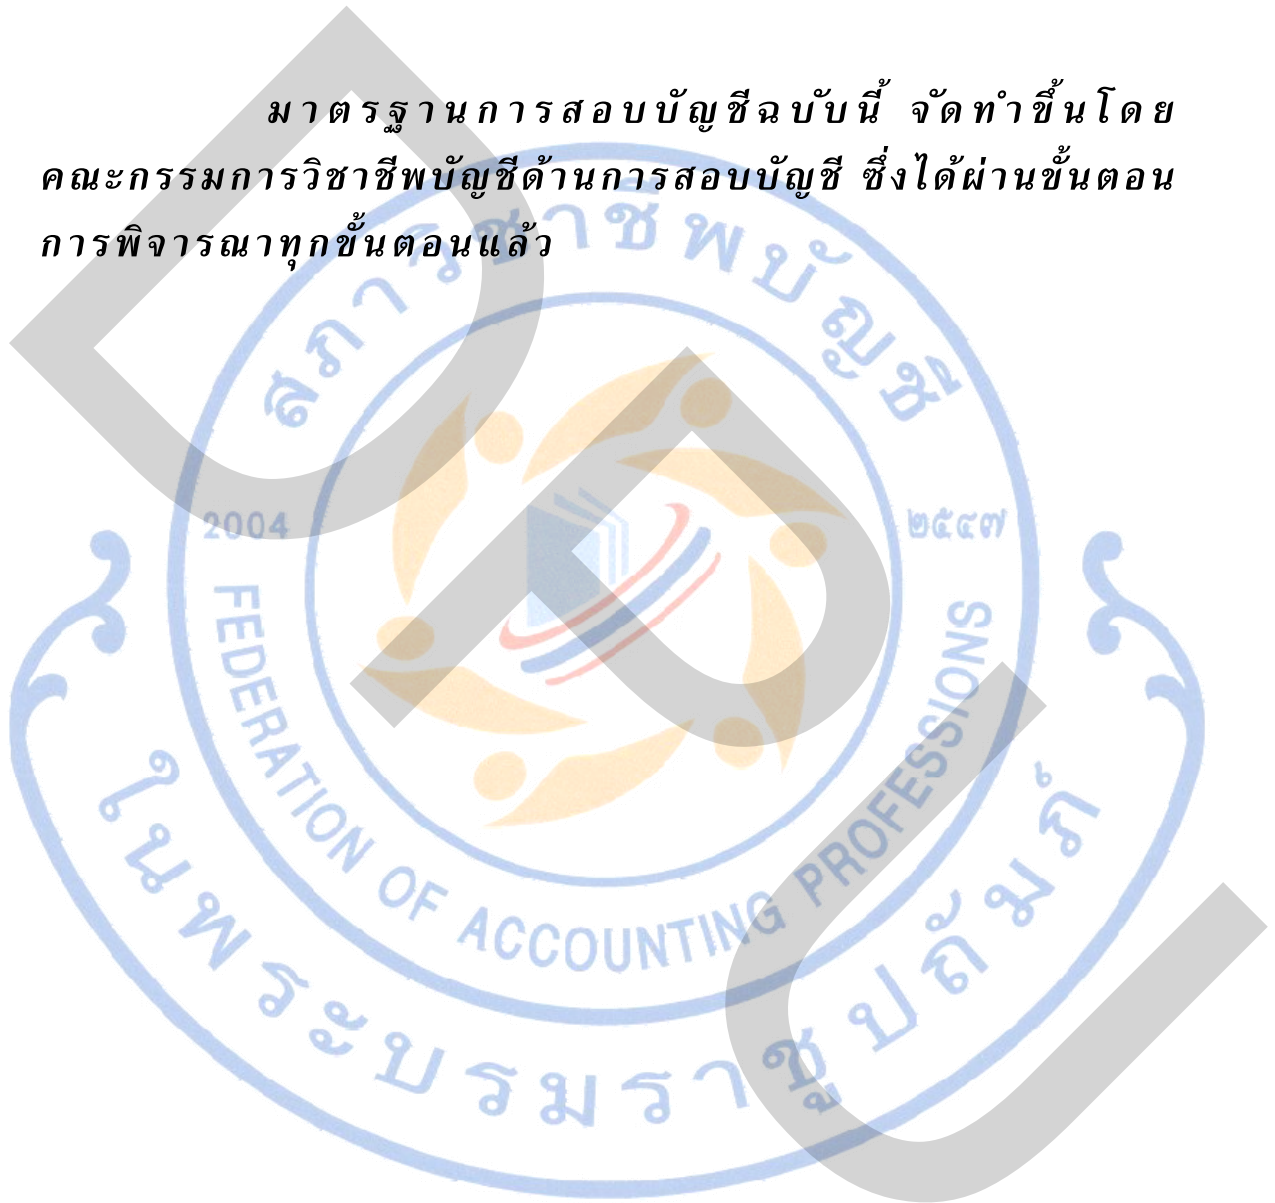 มาตรฐานการสอบบัญชีฉบับนี้ จัดทำขึ้นโดย
คณะกรรมการวิชาชีพบัญชีด้านการสอบบัญชี ซึ่งได้ผ่านขั้นตอน
การพิจารณาทุกขั้นตอนแล้ว
สภาวิชาชีพบัญชี
2004
๒๕๔๗
FEDERATION OF ACCOUNTING PROFESSIONS
ในพระบรมราชูปถัมภ์
DPU